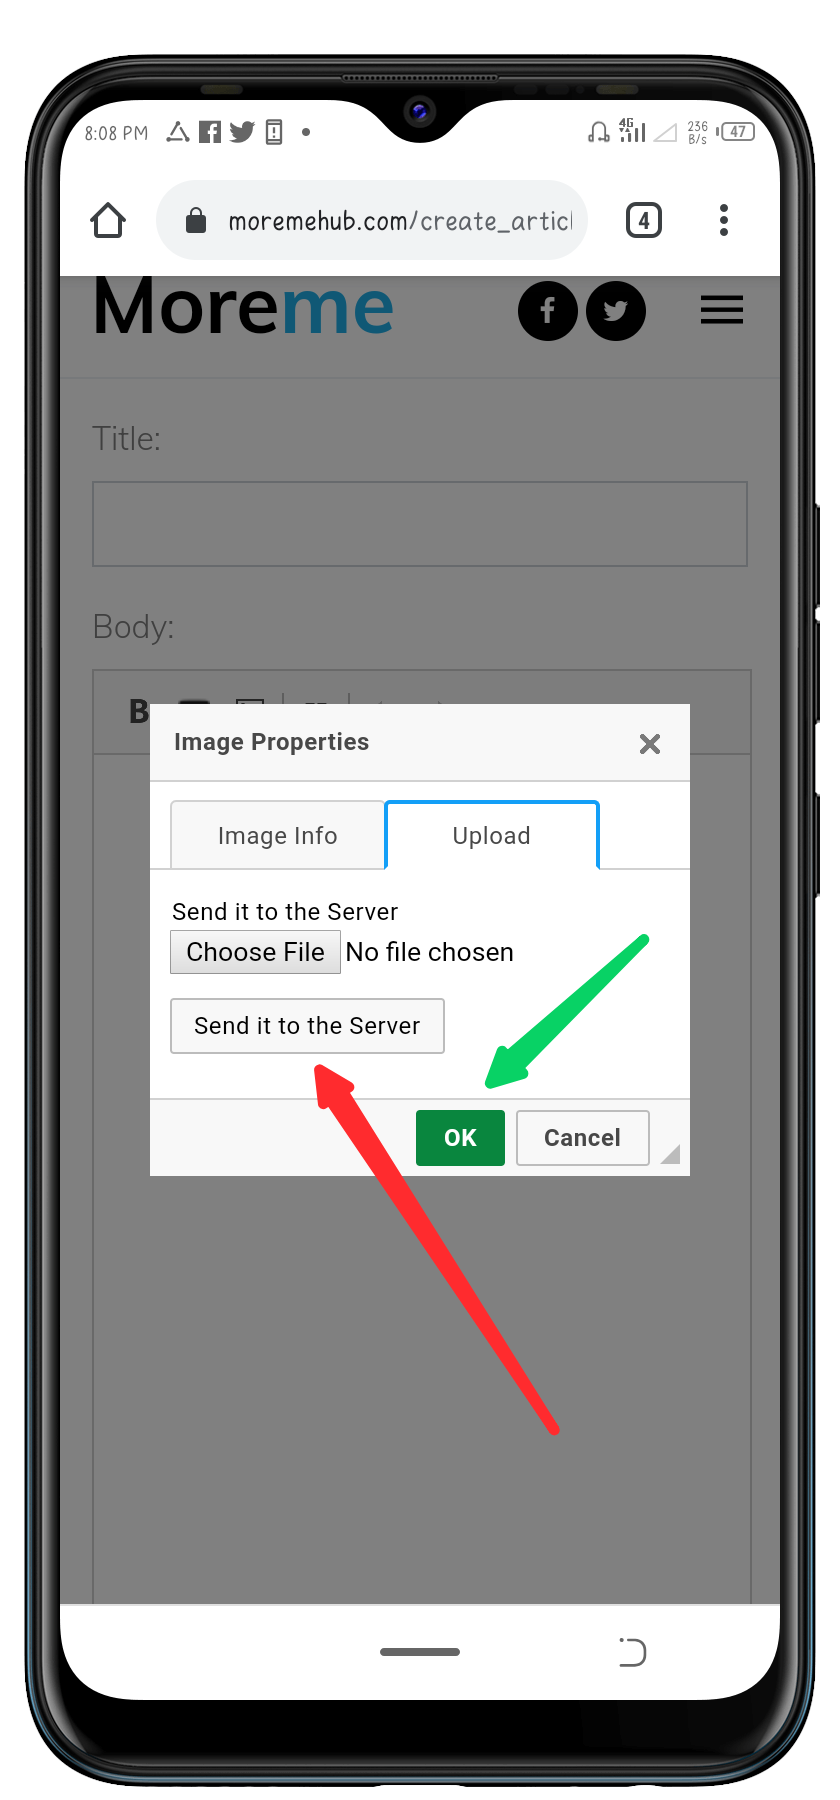 8:08 PM
4G
236
B/s
47
moremehub.com/create_articl
4
Moreme
Title:
Body:
B
Image Properties
Image Info
Upload
Send it to the Server
Choose File No file chosen
Send it to the Server
OK
Cancel